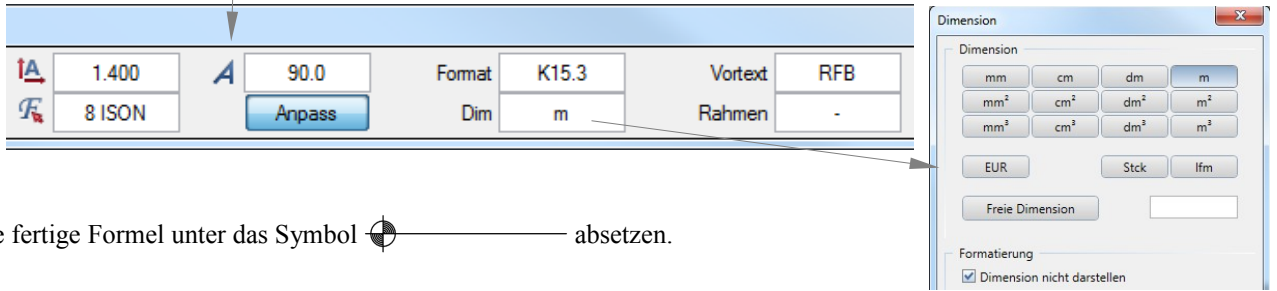 1.400 90.0 Format K15.3 Vortext RFB
8 ISON Anpass Dim m Rahmen -
e fertige Formel unter das Symbol absetzen.
Dimension
Dimension
mm cm dm m
mm² cm² dm² m²
mm³ cm³ dm³ m³
EUR Stck lfm
Freie Dimension
Formatierung
Dimension nicht darstellen